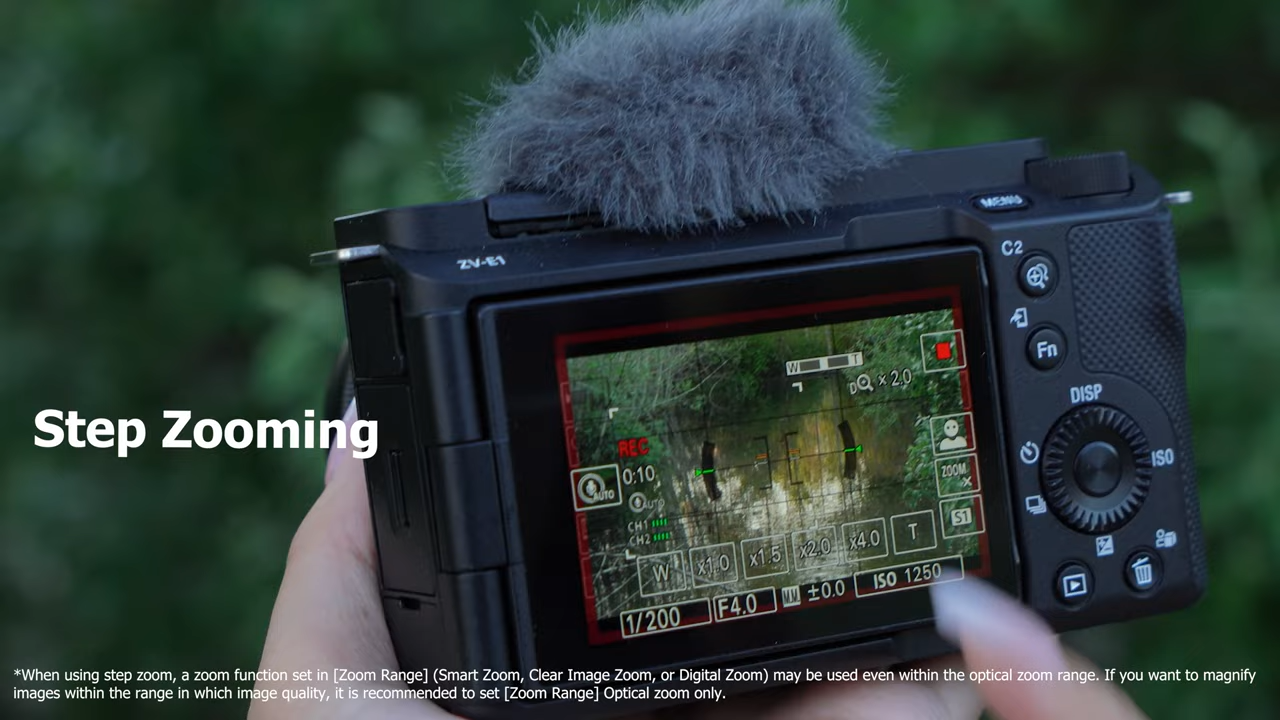 MENU
C2
ZV-E1
Fn
W T
D × 2.0
DISP
Step Zooming
REC
0:10
AUTO
AUTO
ISO
ZOOM
×
CH1
CH2
S1
W x1.0 x1.5 x2.0 x4.0 T
1/200 F4.0 MM ±0.0 ISO 1250
*When using step zoom, a zoom function set in [Zoom Range] (Smart Zoom, Clear Image Zoom, or Digital Zoom) may be used even within the optical zoom range. If you want to magnify
images within the range in which image quality, it is recommended to set [Zoom Range] Optical zoom only.